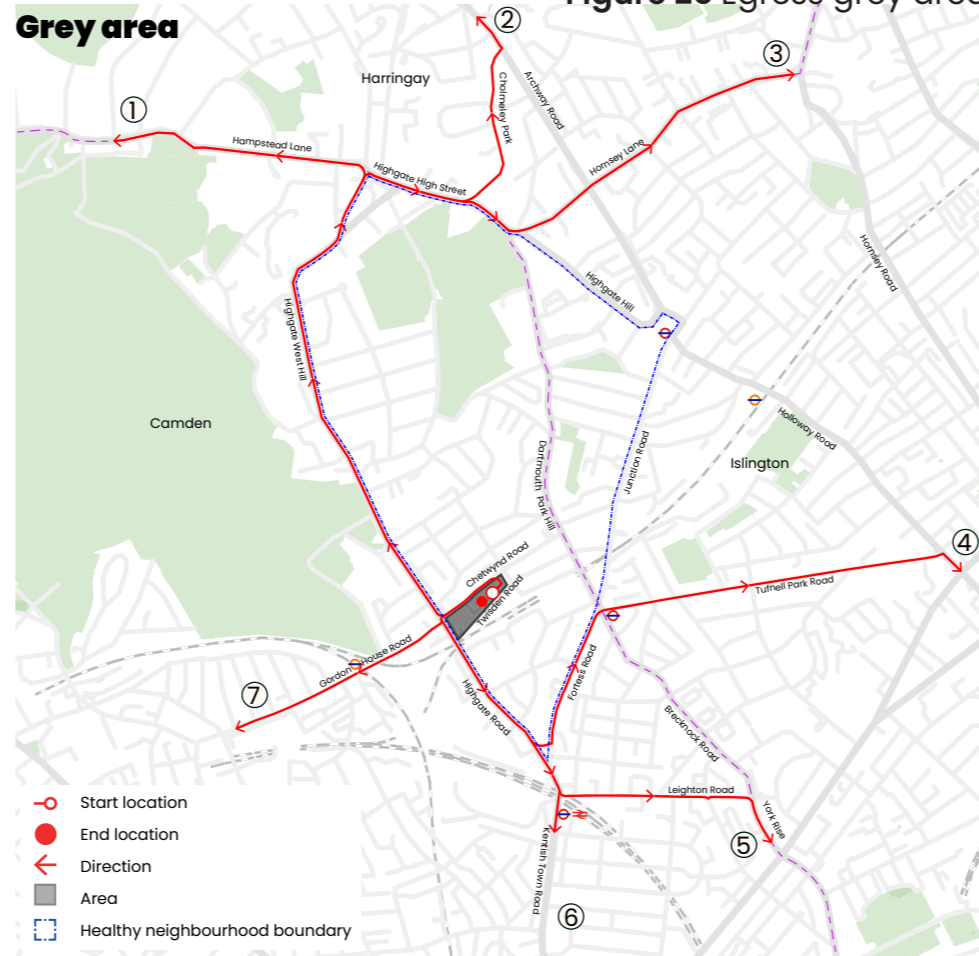 Figure 28 Egress grey area
Grey area
2
Harringay
3
1
Archway Road
Cholmeley Park
Hampstead Lane
Hornsey Lane
Highgate High Street
Hornsey Road
Highgate Hill
Highgate West Hill
Camden
Holloway Road
Junction Road
Islington
Dartmouth Park Hill
4
Chetwynd Road
Tufnell Park Road
Twisden Road
Gordon House Road
Fortess Road
7
Highgate Road
Brecknock Road
Leighton Road
Start location
York Rise
End location
Kentish Town Road
5
Direction
Area
6
Healthy neighbourhood boundary